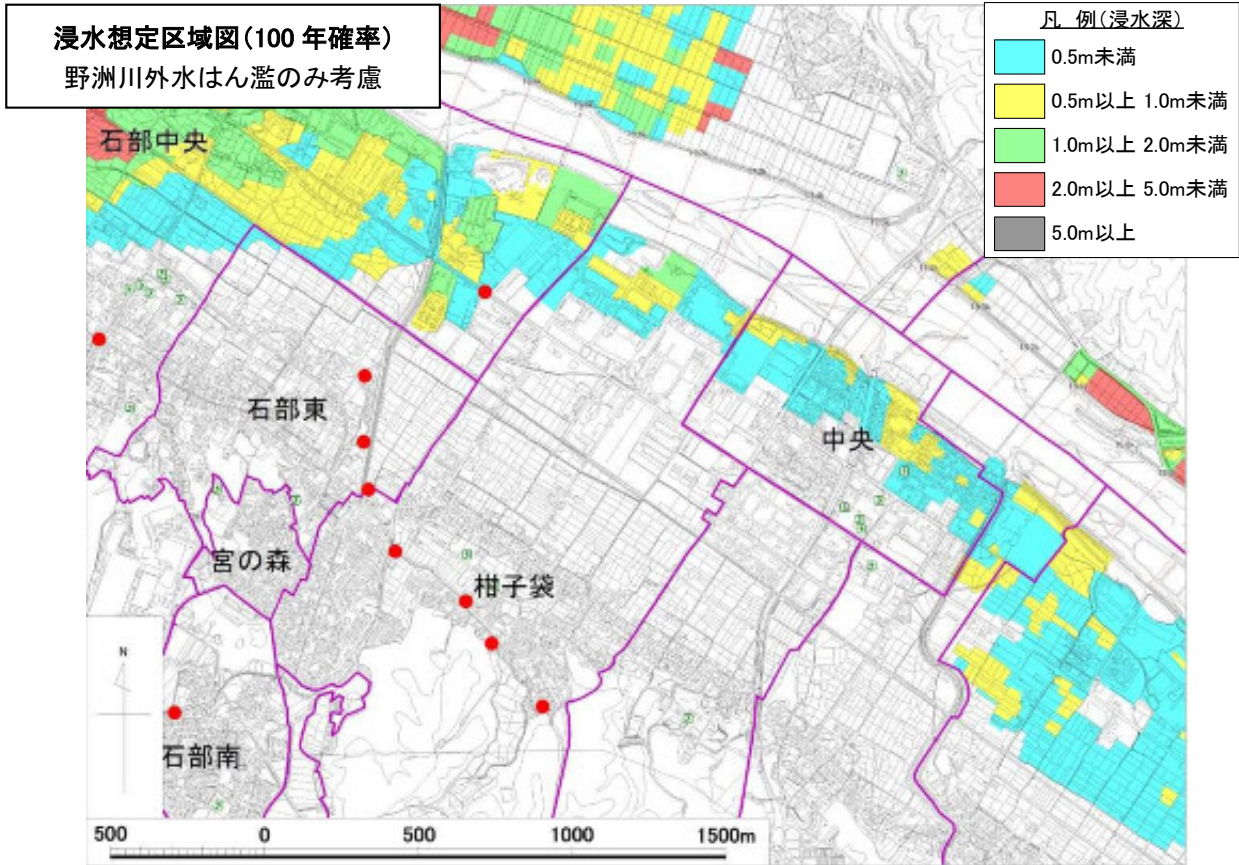 浸水想定区域図(100年確率)
野洲川外水はん濫のみ考慮
凡 例(浸水深)
0.5m未満
0.5m以上 1.0m未満
1.0m以上 2.0m未満
2.0m以上 5.0m未満
5.0m以上
石部中央
石部東
中央
宮の森
柑子袋
石部南
N
500 0 500 1000 1500m